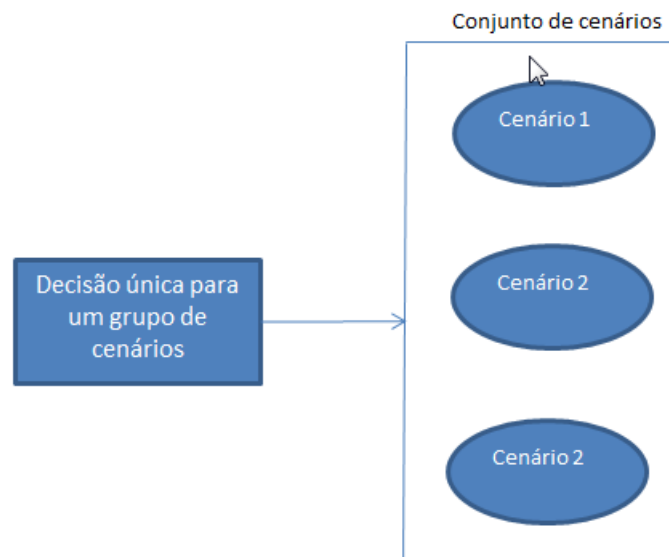 Conjunto de cenários
Cenário 1
Decisão única para
um grupo de
cenários
Cenário 2
Cenário 2